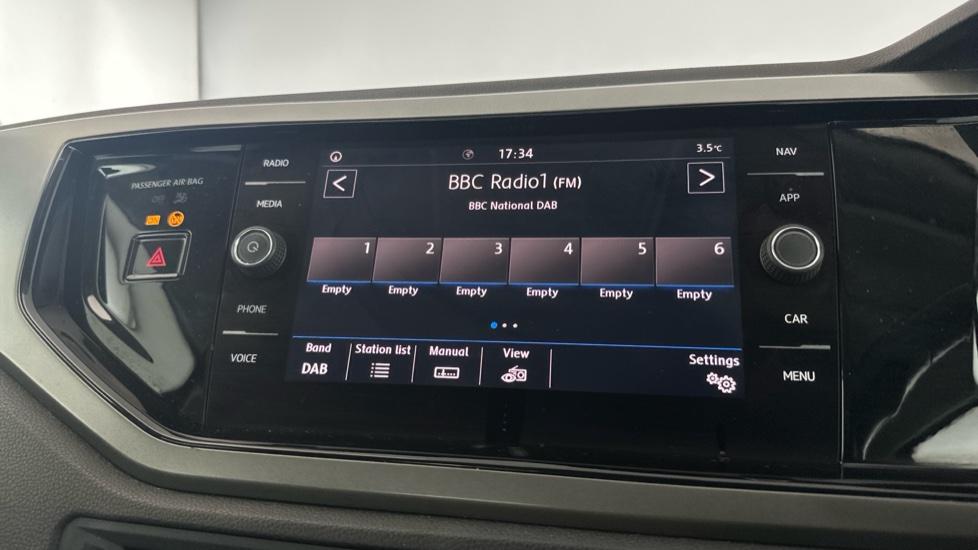 PASSENGER AIR BAG
ON
RADIO
MEDIA
PHONE
VOICE
17:34
3.5°C
<
BBC Radio1 (FM)
>
BBC National DAB
1 2 3 4 5 6
Empty Empty Empty Empty Empty Empty
Band Station list Manual View Settings
DAB
NAV
APP
CAR
MENU